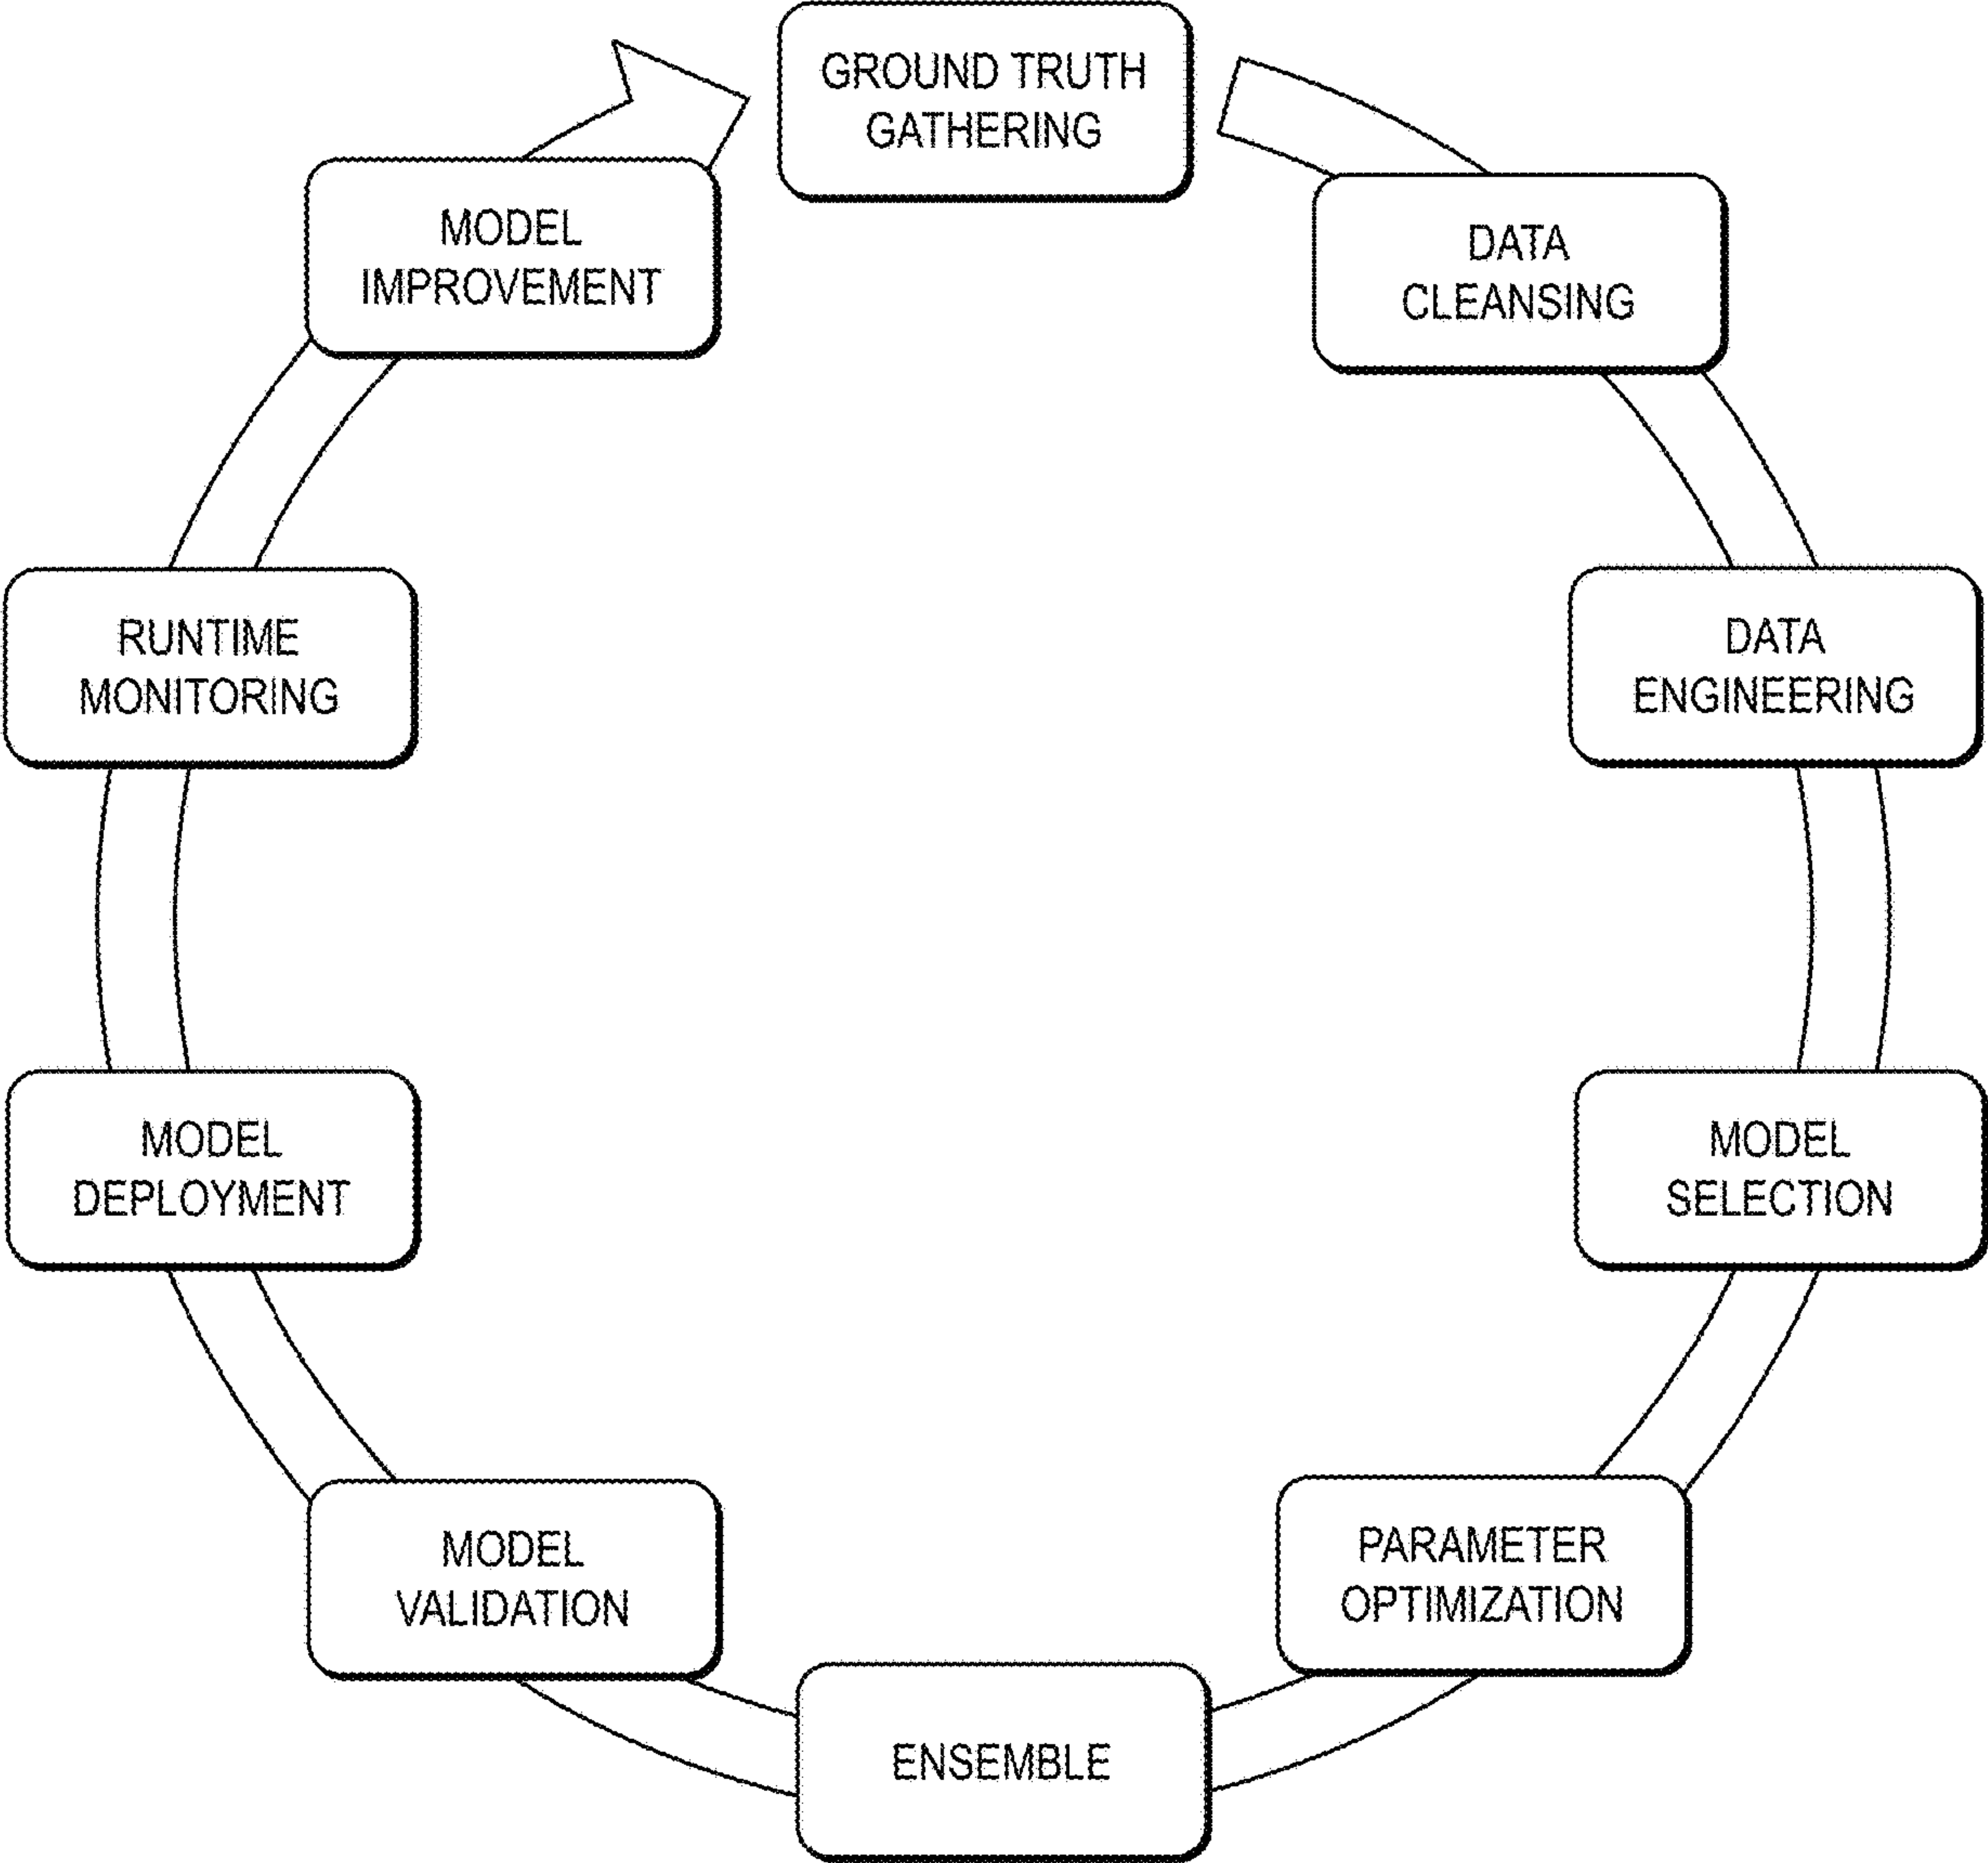 GROUND TRUTH
GATHERING
DATA
CLEANSING
DATA
ENGINEERING
MODEL
SELECTION
PARAMETER
OPTIMIZATION
ENSEMBLE
MODEL
VALIDATION
MODEL
DEPLOYMENT
RUNTIME
MONITORING
MODEL
IMPROVEMENT